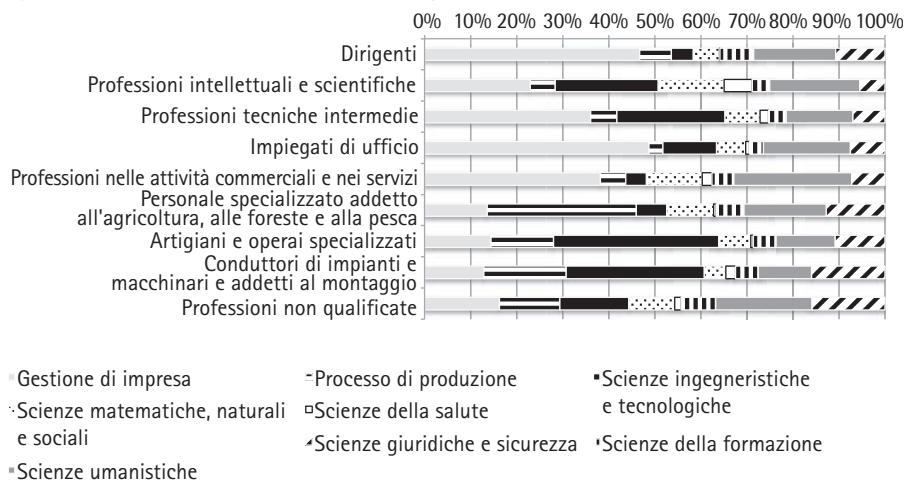 0% 10% 20% 30% 40% 50% 60% 70% 80% 90% 100%
Dirigenti
Professioni intellettuali e scientifiche
Professioni tecniche intermedie
Impiegati di ufficio
Professioni nelle attività commerciali e nei servizi
Personale specializzato addetto
all'agricoltura, alle foreste e alla pesca
Artigiani e operai specializzati
Conduttori di impianti e
macchinari e addetti al montaggio
Professioni non qualificate
Gestione di impresa
Processo di produzione
Scienze ingegneristiche
e tecnologiche
Scienze matematiche, naturali
e sociali
Scienze della salute
Scienze giuridiche e sicurezza
Scienze della formazione
Scienze umanistiche